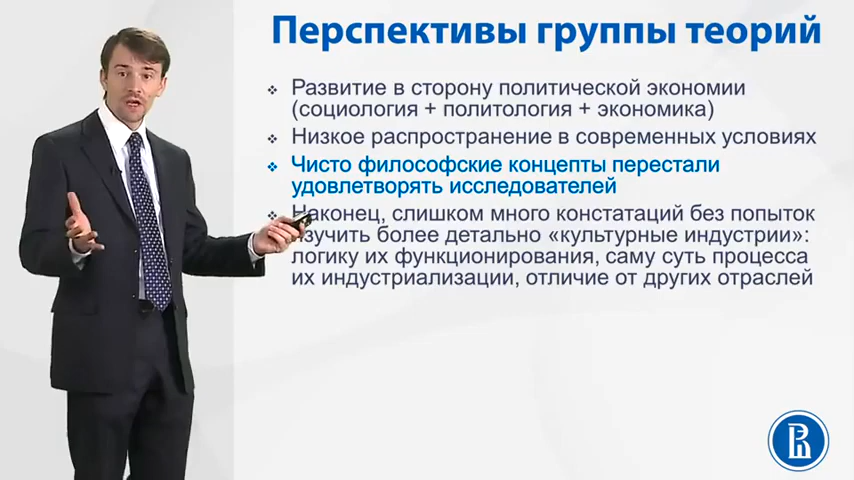 Перспективы группы теорий
Развитие в сторону политической экономии
(социология + политология + экономика)
Низкое распространение в современных условиях
Чисто философские концепты перестали
удовлетворять исследователей
Наконец, слишком много констатаций без попыток
изучить более детально «культурные индустрии»:
логику их функционирования, саму суть процесса
их индустриализации, отличие от других отраслей